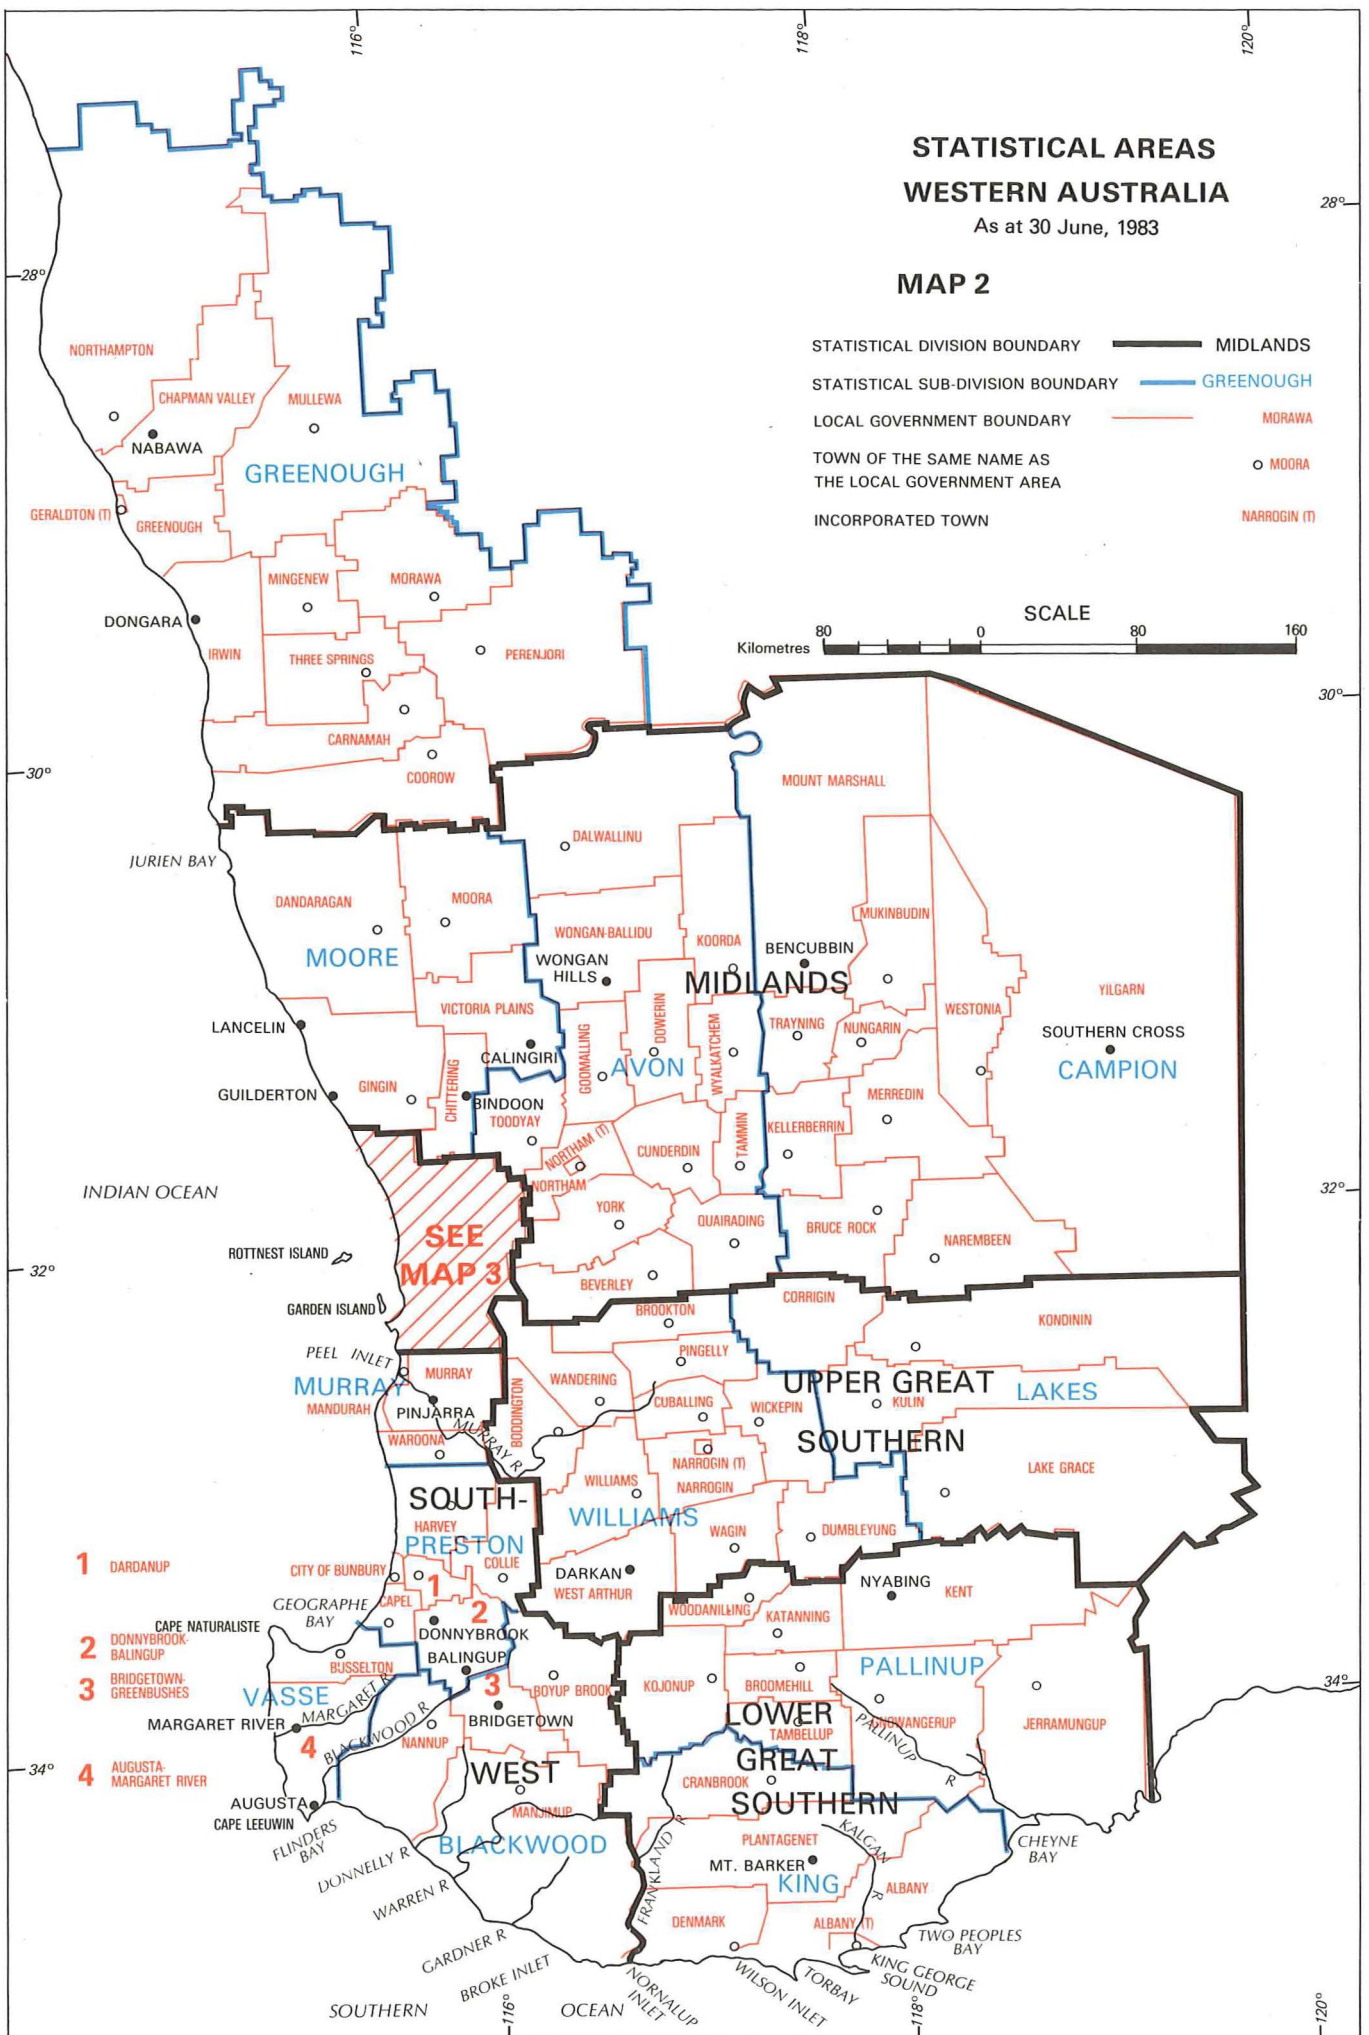 116°
118°
120°
STATISTICAL AREAS
WESTERN AUSTRALIA
As at 30 June, 1983
28°
28°
MAP 2
STATISTICAL DIVISION BOUNDARY
MIDLANDS
STATISTICAL SUB-DIVISION BOUNDARY
GREENOUGH
LOCAL GOVERNMENT BOUNDARY
MORAWA
TOWN OF THE SAME NAME AS
THE LOCAL GOVERNMENT AREA
MOORA
INCORPORATED TOWN
NARROGIN (T)
SCALE
Kilometres
80
0
80
160
NORTHAMPTON
CHAPMAN VALLEY
MULLEWA
NABAWA
GREENOUGH
GERALDTON (T)
GREENOUGH
MINGENEW
MORAWA
DONGARA
IRWIN
THREE SPRINGS
PERENJORI
30°
CARNAMAH
30°
COOROW
MOUNT MARSHALL
DALWALLINU
JURIEN BAY
DANDARAGAN
MOORA
MUKINBUDIN
WONGAN-BALLIDU
KOORDA
BENCUBBIN
MOORE
WONGAN
HILLS
MIDLANDS
YILGARN
VICTORIA PLAINS
WESTONIA
LANCELIN
DOWERIN
WYALKATCHEM
TRAYNING
NUNGARIN
SOUTHERN CROSS
CALINGIRI
GOOMALLING
AVON
CAMPION
GUILDERTON
GINGIN
CHITTERING
BINDOON
TOODYAY
MERREDIN
KELLERBERRIN
NORTHAM (T)
CUNDERDIN
TAMMIN
INDIAN OCEAN
NORTHAM
32°
YORK
QUAIRADING
BRUCE ROCK
NAREMBEEN
SEE
MAP 3
ROTTNEST ISLAND
32°
BEVERLEY
GARDEN ISLAND
BROOKTON
CORRIGIN
KONDININ
PEEL INLET
PINGELLY
MURRAY
MURRAY
WANDERING
UPPER GREAT
LAKES
MANDURAH
PINJARRA
BODDINGTON
CUBALLING
WICKEPIN
KULIN
MURRAY R
WAROONA
SOUTHERN
NARROGIN (T)
LAKE GRACE
WILLIAMS
NARROGIN
SOUTH-
WILLIAMS
HARVEY
WAGIN
DUMBLEYUNG
PRESTON
1
DARDANUP
CITY OF BUNBURY
COLLIE
DARKAN
NYABING
KENT
1
WEST ARTHUR
GEOGRAPHE
BAY
CAPEL
2
WOODANILLING
KATANNING
CAPE NATURALISTE
DONNYBROOK
2
DONNYBROOK-
BALINGUP
BALINGUP
BUSSELTON
PALLINUP
3
BRIDGETOWN-
GREENBUSHES
3
BOYUP BROOK
KOJONUP
BROOMEHILL
34°
VASSE
MARGARET R
LOWER
GNOWANGERUP
JERRAMUNGUP
MARGARET RIVER
BLACKWOOD R
BRIDGETOWN
TAMBELLUP
PALLINUP
R
4
NANNUP
34°
4
AUGUSTA-
MARGARET RIVER
WEST
GREAT
CRANBROOK
AUGUSTA
MANJIMUP
SOUTHERN
CAPE LEEUWIN
FLINDERS
BAY
BLACKWOOD
FRANKLAND R
PLANTAGENET
KALGAN
R
CHEYNE
BAY
DONNELLY R
MT. BARKER
KING
WARREN R
ALBANY
DENMARK
ALBANY (T)
TWO PEOPLES
BAY
GARDNER R
KING GEORGE
SOUND
BROKE INLET
NORNALUP
INLET
WILSON INLET
TORBAY
SOUTHERN
OCEAN
116°
118°
120°